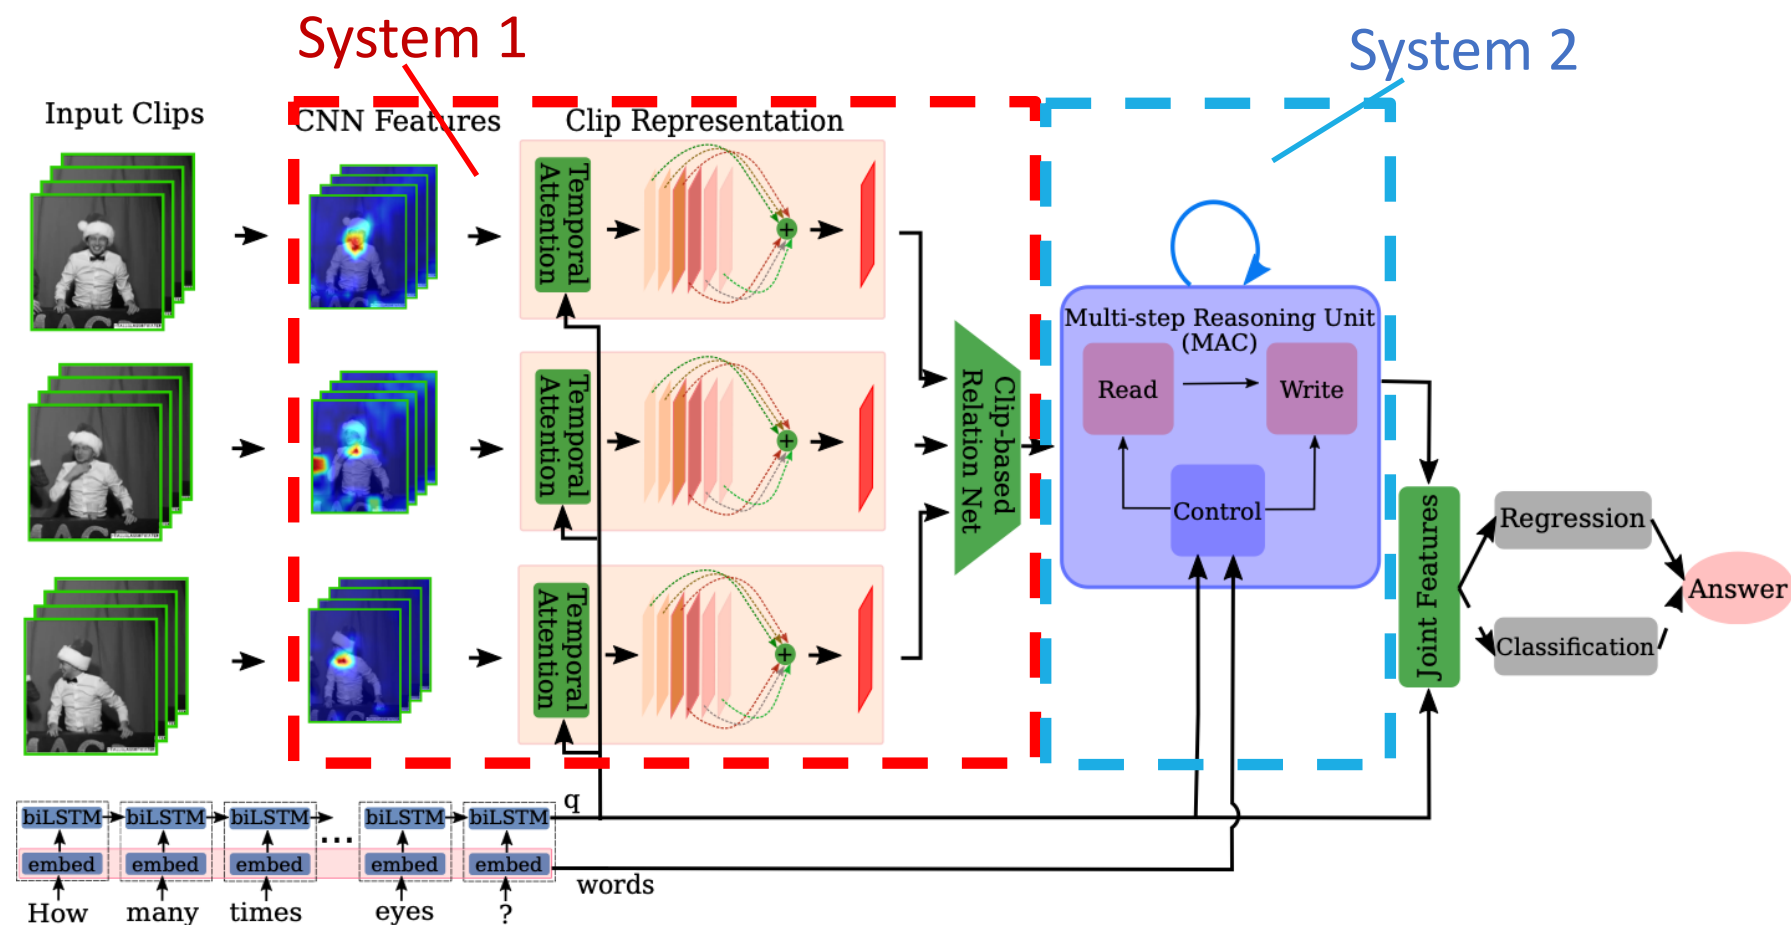 System 1
System 2
Input Clips
CNN Features
Clip Representation
Temporal
Attention
Temporal
Attention
Temporal
Attention
+
+
+
Clip-based
Relation Net
Multi-step Reasoning Unit
(MAC)
Read
Write
Control
Joint Features
Regression
Classification
Answer
biLSTM
biLSTM
biLSTM
...
biLSTM
biLSTM
q
embed
embed
embed
embed
embed
words
How
many
times
eyes
?